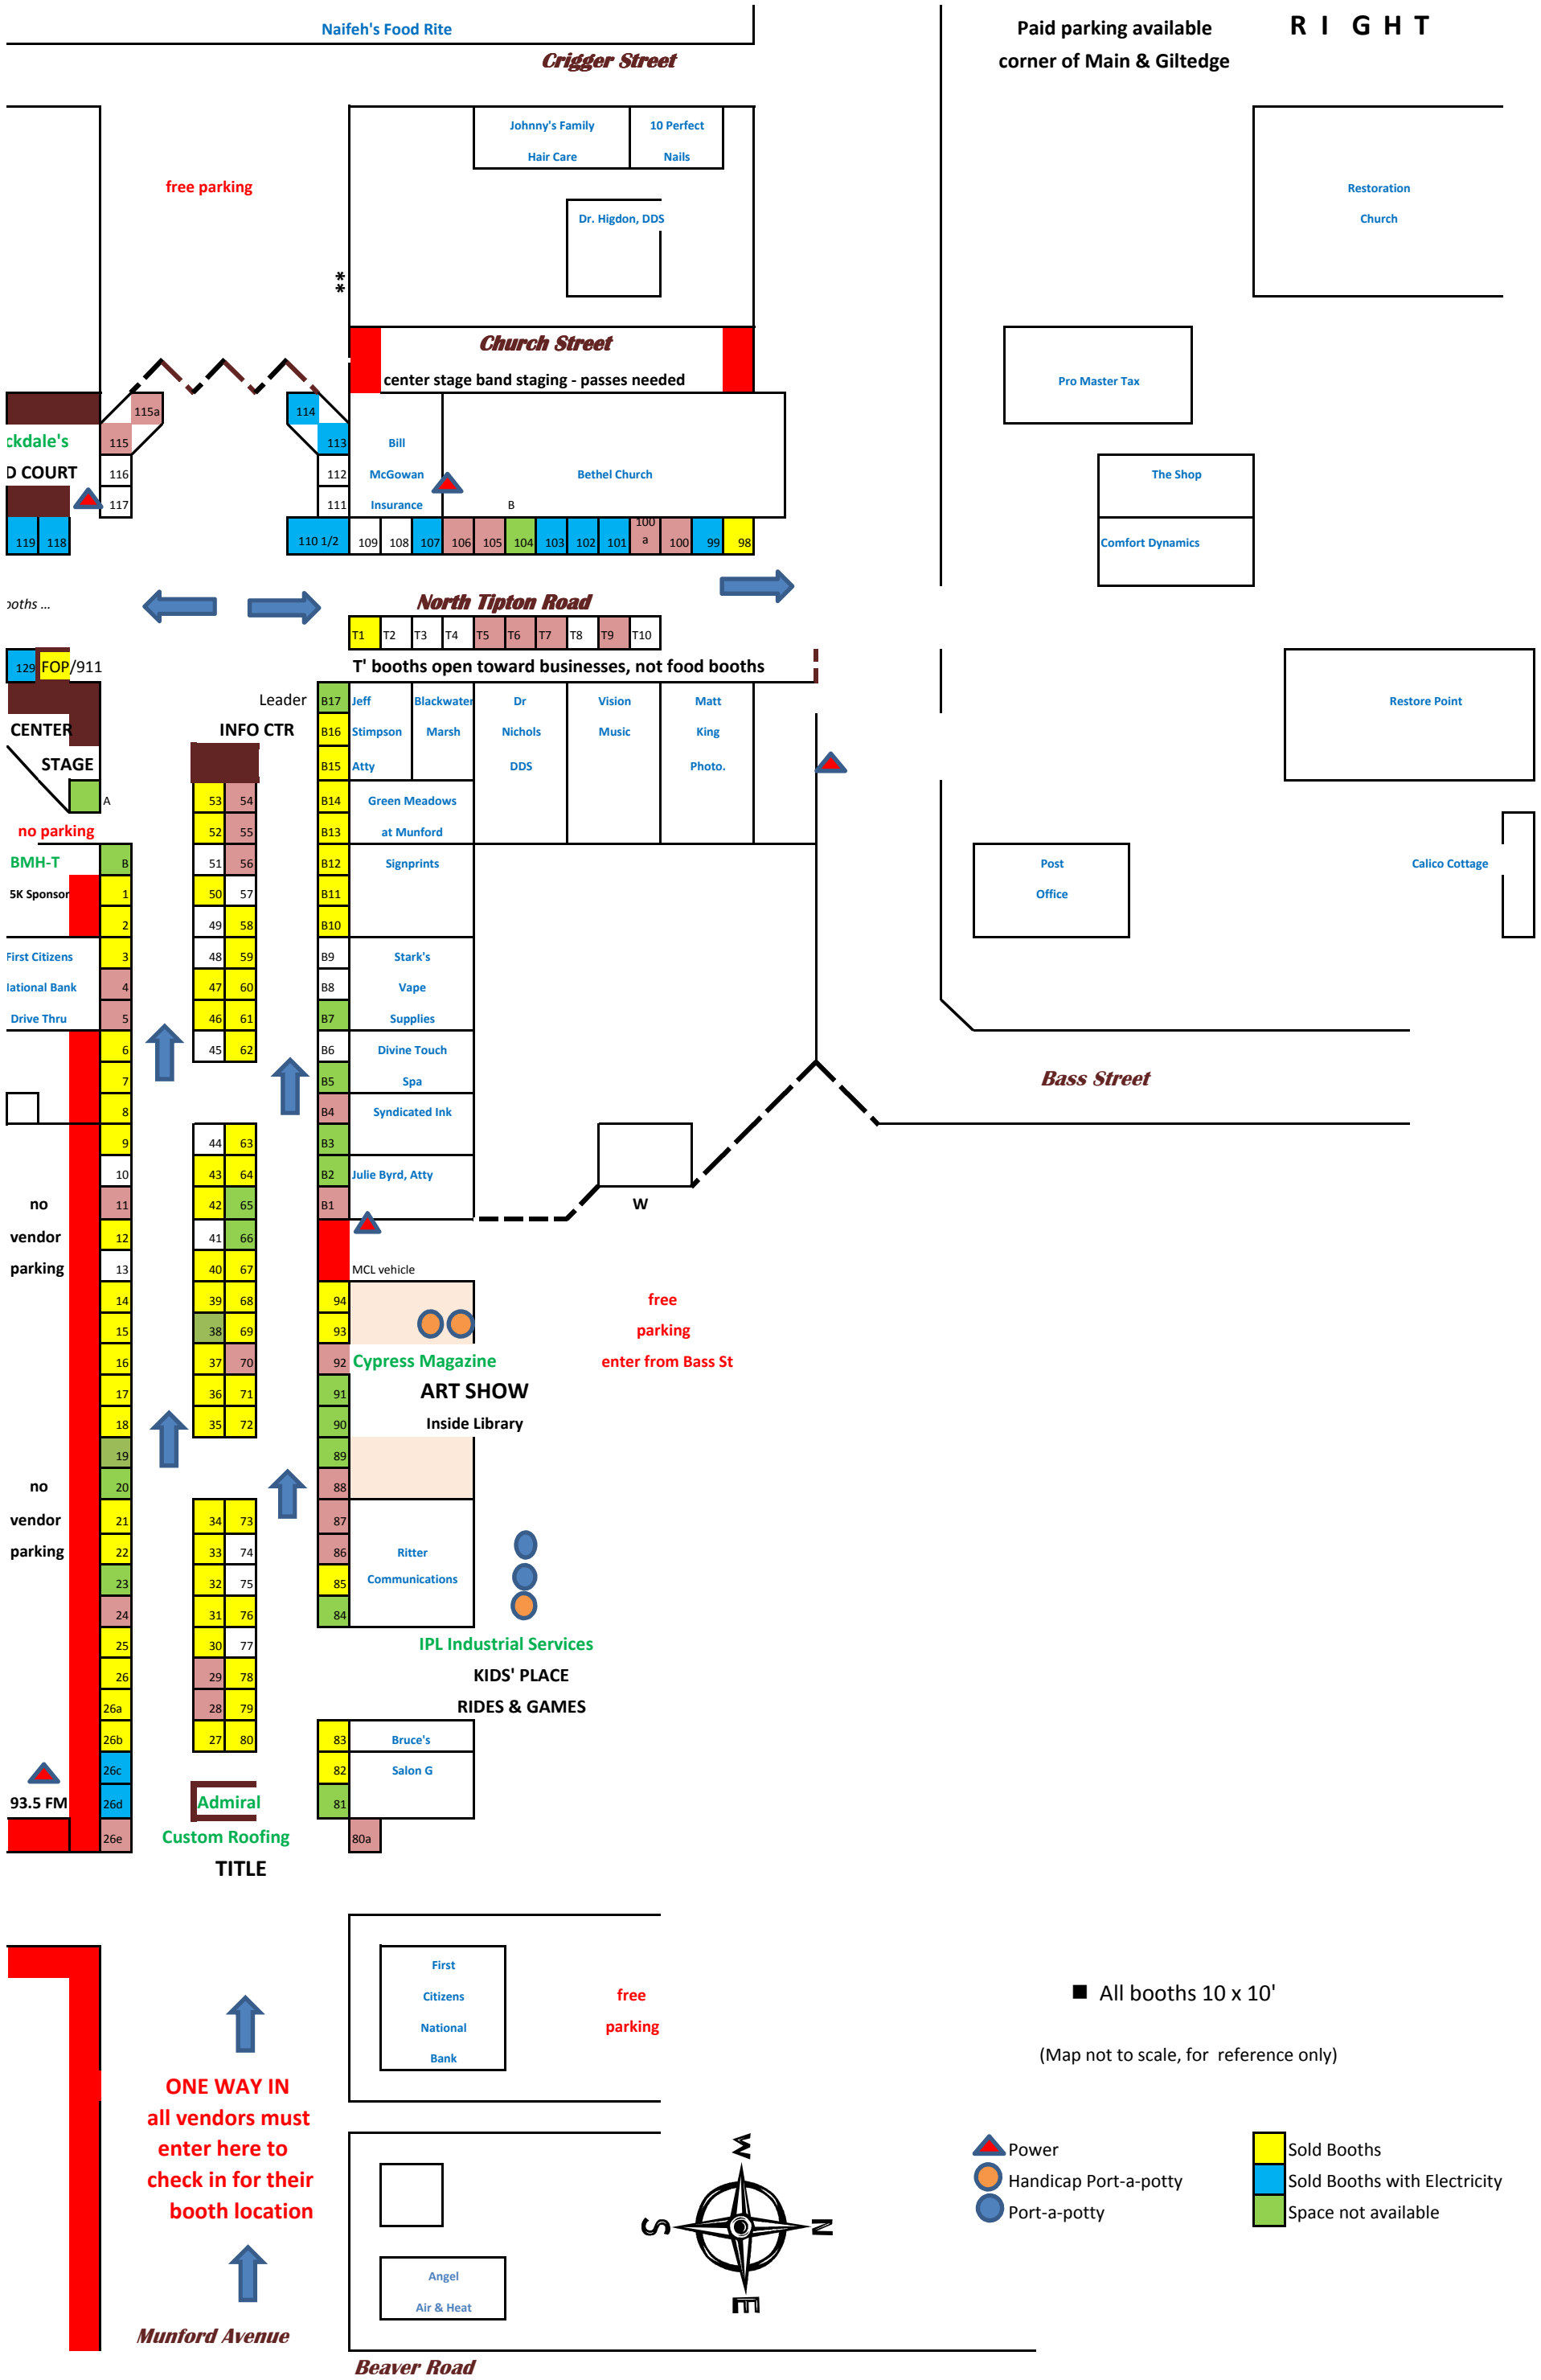 Naifeh's Food Rite
Paid parking available
R I G H T
Crigger Street
corner of Main & Giltedge
Johnny's Family
Hair Care
10 Perfect
Nails
free parking
Dr. Higdon, DDS
Restoration
Church
**
Church Street
center stage band staging - passes needed
Pro Master Tax
115a
114
ckdale's
115
113
Bill
D COURT
116
112
McGowan
Bethel Church
The Shop
117
111
Insurance
B
119
118
110 1/2
109
108
107
106
105
104
103
102
101
100
a
100
99
98
Comfort Dynamics
ooths ...
North Tipton Road
T1
T2
T3
T4
T5
T6
T7
T8
T9
T10
129
FOP/911
T' booths open toward businesses, not food booths
Leader
B17
Jeff
Blackwater
Dr
Vision
Matt
Restore Point
CENTER
INFO CTR
B16
Stimpson
Marsh
Nichols
Music
King
STAGE
B15
Atty
DDS
Photo.
A
53
54
B14
Green Meadows
no parking
52
55
B13
at Munford
BMH-T
B
51
56
B12
Signprints
Post
Calico Cottage
5K Sponsor
1
50
57
B11
Office
2
49
58
B10
First Citizens
3
48
59
B9
Stark's
National Bank
4
47
60
B8
Vape
Drive Thru
5
46
61
B7
Supplies
6
45
62
B6
Divine Touch
7
B5
Spa
Bass Street
8
B4
Syndicated Ink
9
44
63
B3
10
43
64
B2
Julie Byrd, Atty
no
11
42
65
B1
W
vendor
12
41
66
parking
13
40
67
MCL vehicle
14
39
68
94
free
15
38
69
93
parking
16
37
70
92
Cypress Magazine
enter from Bass St
17
36
71
91
ART SHOW
18
35
72
90
Inside Library
19
89
no
20
88
vendor
21
34
73
87
parking
22
33
74
86
Ritter
23
32
75
85
Communications
24
31
76
84
25
30
77
IPL Industrial Services
26
29
78
KIDS' PLACE
26a
28
79
RIDES & GAMES
26b
27
80
83
Bruce's
26c
82
Salon G
93.5 FM
26d
Admiral
81
26e
Custom Roofing
80a
TITLE
First
Citizens
National
Bank
free
parking
■ All booths 10 x 10'
(Map not to scale, for reference only)
ONE WAY IN
all vendors must
enter here to
check in for their
booth location
W
S
N
E
Power
Handicap Port-a-potty
Port-a-potty
Sold Booths
Sold Booths with Electricity
Space not available
Angel
Air & Heat
Munford Avenue
Beaver Road